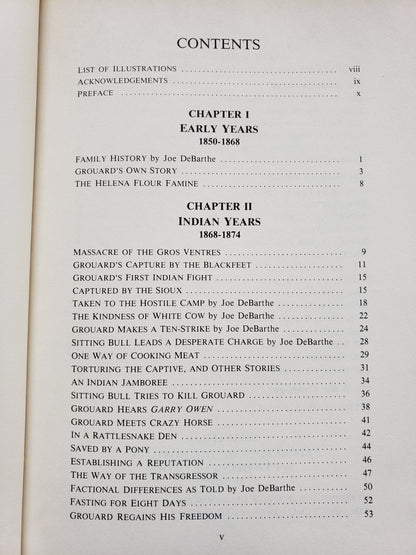 CONTENTS
LIST OF ILLUSTRATIONS viii
ACKNOWLEDGEMENTS ix
PREFACE x
CHAPTER I
EARLY YEARS
1850-1868
FAMILY HISTORY by JOE DEBARTHE 1
GROUARD'S OWN STORY 3
THE HELENA FLOUR FAMINE 8
CHAPTER II
INDIAN YEARS
1868-1874
MASSACRE OF THE GROS VENTRES 9
GROUARD'S CAPTURE BY THE BLACKFEET 11
GROUARD'S FIRST INDIAN FIGHT 15
CAPTURED BY THE SIOUX 15
TAKEN TO THE HOSTILE CAMP by JOE DEBARTHE 18
THE KINDNESS OF WHITE COW by JOE DEBARTHE 22
GROUARD MAKES A TEN-STRIKE by JOE DEBARTHE 24
SITTING BULL LEADS A DESPERATE CHARGE by JOE DEBARTHE 28
ONE WAY OF COOKING MEAT 29
TORTURING THE CAPTIVE, AND OTHER STORIES 31
AN INDIAN JAMBOREE 34
SITTING BULL TRIES TO KILL GROUARD 36
GROUARD HEARS GARRY OWEN 38
GROUARD MEETS CRAZY HORSE 41
IN A RATTLESNAKE DEN 42
SAVED BY A PONY 44
ESTABLISHING A REPUTATION 46
THE WAY OF THE TRANSGRESSOR 47
FACTIONAL DIFFERENCES AS TOLD by JOE DEBARTHE 50
FASTING FOR EIGHT DAYS 52
GROUARD REGAINS HIS FREEDOM 53
v